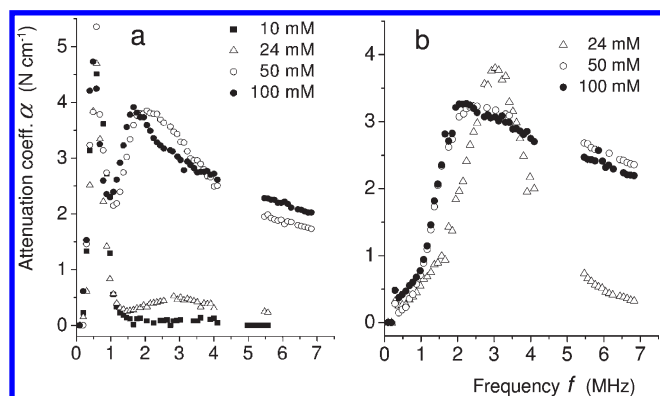 a
10 mM
24 mM
50 mM
100 mM
b
24 mM
50 mM
100 mM
Attenuation coeff. α (N cm⁻¹)
5
4
3
2
1
0
0 1 2 3 4 5 6 7
4
3
2
1
0
0 1 2 3 4 5 6 7
Frequency f (MHz)